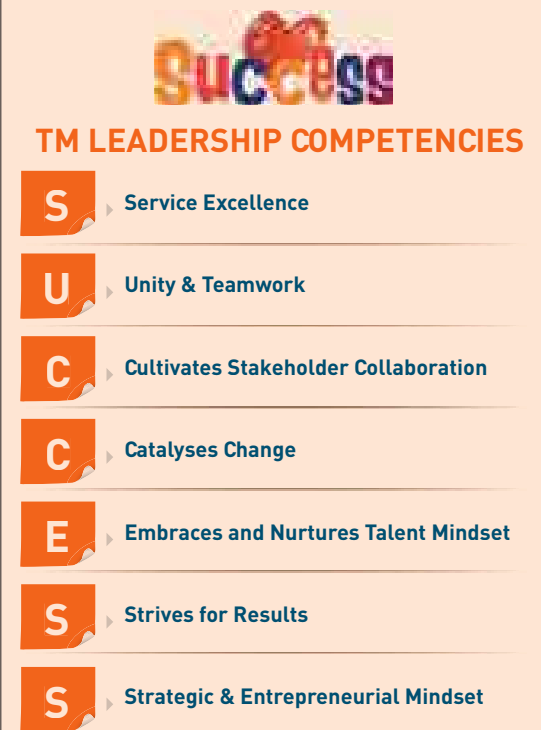 Success
TM LEADERSHIP COMPETENCIES
S
Service Excellence
U
Unity & Teamwork
C
Cultivates Stakeholder Collaboration
C
Catalyses Change
E
Embraces and Nurtures Talent Mindset
S
Strives for Results
S
Strategic & Entrepreneurial Mindset